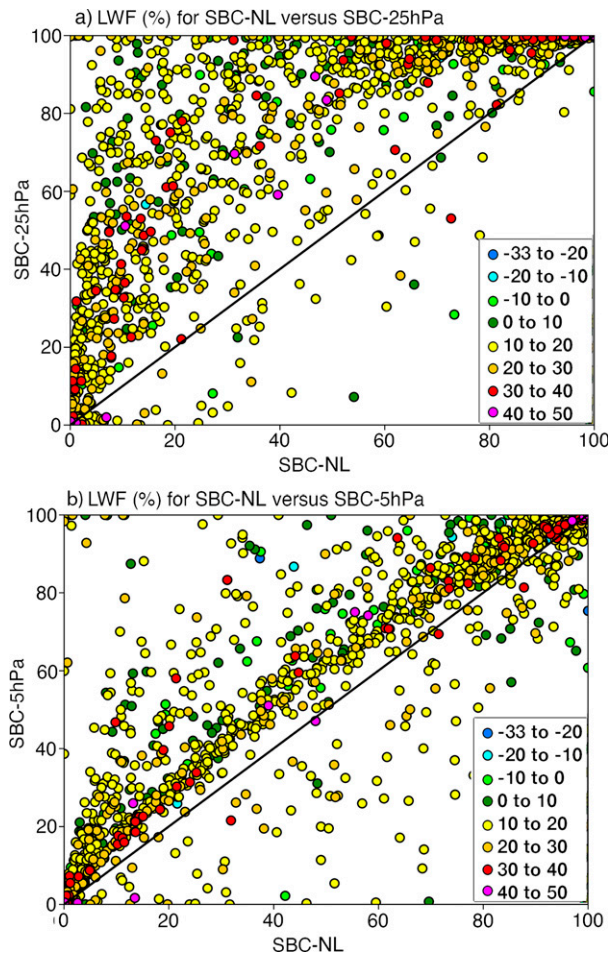 a) LWF (%) for SBC-NL versus SBC-25hPa
100
80
60
40
20
0
SBC-25hPa
-33 to -20
-20 to -10
-10 to 0
0 to 10
10 to 20
20 to 30
30 to 40
40 to 50
0 20 40 60 80 100
SBC-NL
b) LWF (%) for SBC-NL versus SBC-5hPa
100
80
60
40
20
0
SBC-5hPa
-33 to -20
-20 to -10
-10 to 0
0 to 10
10 to 20
20 to 30
30 to 40
40 to 50
0 20 40 60 80 100
SBC-NL